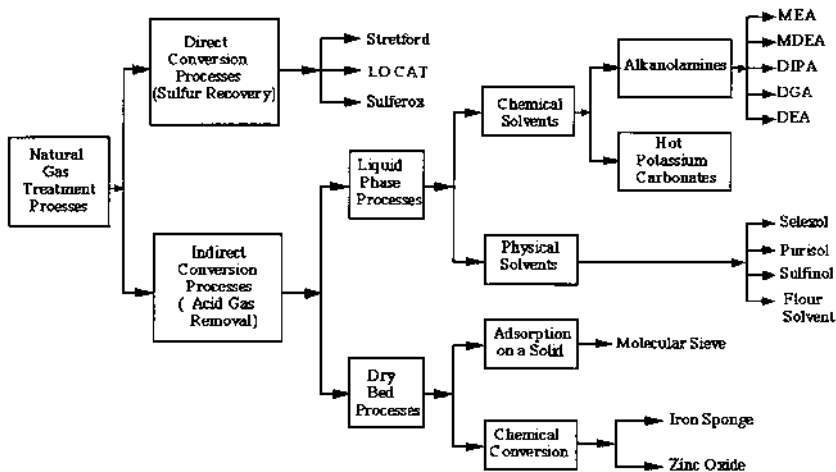 Natural
Gas
Treatment
Proesses
Direct
Conversion
Processes
(Sulfur Recovery)
Stretford
LO CAT
Sulferox
Indirect
Conversion
Processes
( Acid Gas
Removal)
Liquid
Phase
Processes
Chemical
Solvents
Alkanolamines
MEA
MDEA
DIPA
DGA
DEA
Hot
Potassium
Carbonates
Physical
Solvents
Selexol
Purisol
Sulfinol
Flour
Solvent
Dry
Bed
Processes
Adsorption
on a Solid
Molecular Sieve
Chemical
Conversion
Iron Sponge
Zinc Oxide